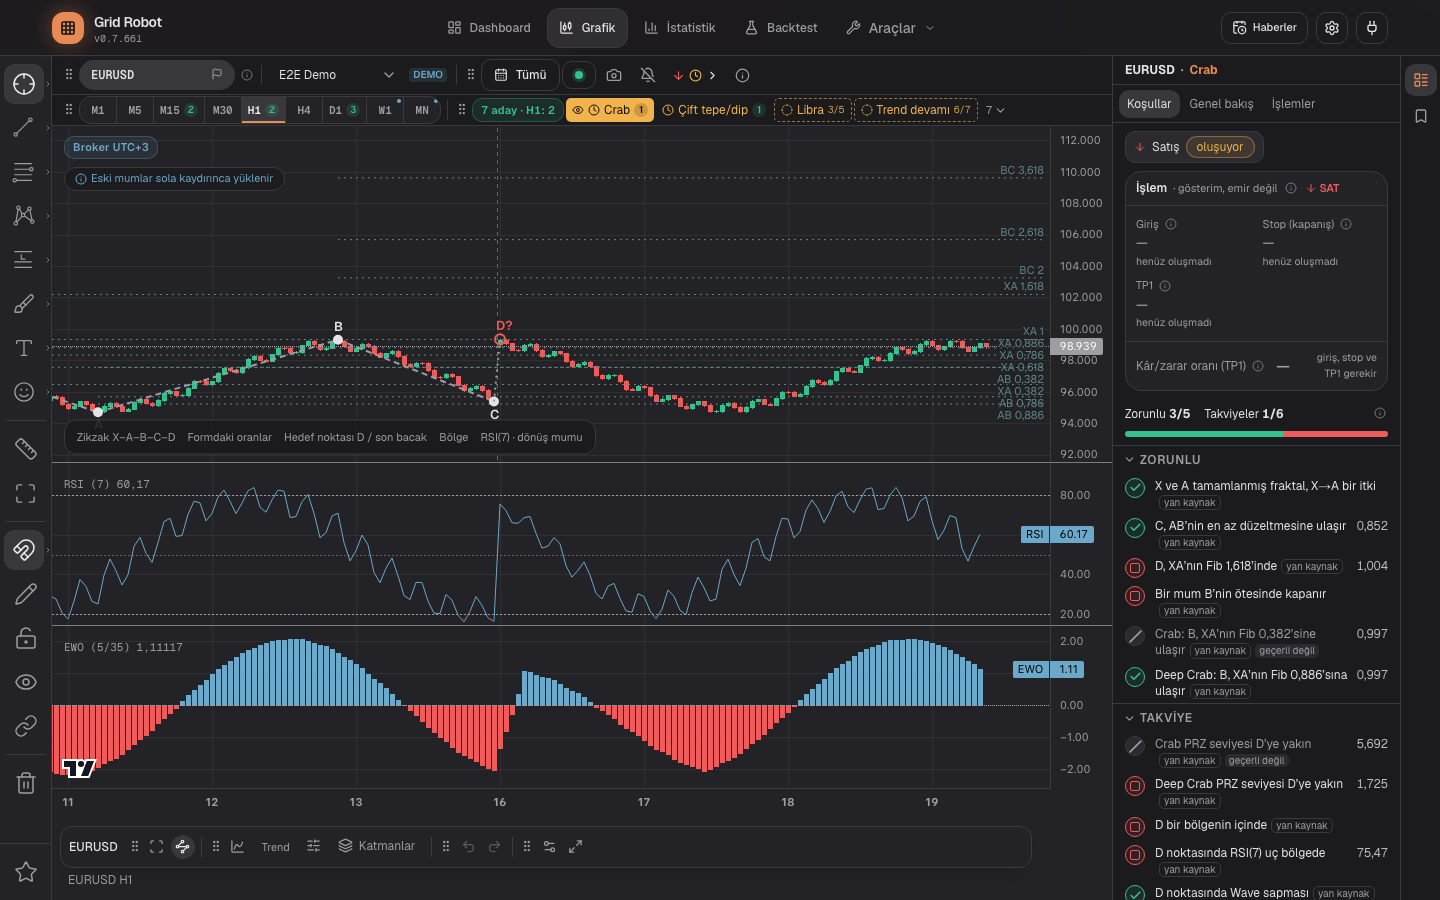 Grid Robot
v0.7.661
Dashboard
Grafik
İstatistik
Backtest
Araçlar
Haberler
EURUSD
E2E Demo
DEMO
Tümü
M1 M5 M15 2 M30 H1 2 H4 D1 3 W1 MN
7 aday · H1: 2
Crab 1
Çift tepe/dip 1
Libra 3/5
Trend devamı 6/7
7
Broker UTC+3
Eski mumlar sola kaydırınca yüklenir
BC 3,618
BC 2,618
BC 2
XA 1,618
XA 1
XA 0,886
XA 0,786
XA 0,618
AB 0,382
XA 0,382
AB 0,786
AB 0,886
B
D?
C
A
112.000
110.000
108.000
106.000
104.000
102.000
100.000
98.939
98.000
96.000
94.000
92.000
Zikzak X–A–B–C–D Formdaki oranlar Hedef noktası D / son bacak Bölge RSI(7) · dönüş mumu
RSI (7) 60,17
80.00
RSI 60.17
40.00
20.00
EWO (5/35) 1,11117
2.00
EWO 1.11
0.00
−1.00
−2.00
11 12 13 16 17 18 19
EURUSD
Trend
Katmanlar
EURUSD H1
EURUSD · Crab
Koşullar Genel bakış İşlemler
Satış oluşuyor
İşlem · gösterim, emir değil SAT
Giriş
—
henüz oluşmadı
Stop (kapanış)
—
henüz oluşmadı
TP1
—
henüz oluşmadı
Kâr/zarar oranı (TP1) —
giriş, stop ve
TP1 gerekir
Zorunlu 3/5 Takviyeler 1/6
ZORUNLU
X ve A tamamlanmış fraktal, X→A bir itki
yan kaynak
C, AB’nin en az düzeltmesine ulaşır 0,852
yan kaynak
D, XA’nın Fib 1,618’inde yan kaynak 1,004
Bir mum B’nin ötesinde kapanır
yan kaynak
Crab: B, XA’nın Fib 0,382’sine 0,997
ulaşır yan kaynak geçerli değil
Deep Crab: B, XA’nın Fib 0,886’sına 0,997
ulaşır yan kaynak
TAKVİYE
Crab PRZ seviyesi D’ye yakın 5,692
yan kaynak geçerli değil
Deep Crab PRZ seviyesi D’ye yakın 1,725
yan kaynak
D bir bölgenin içinde yan kaynak
D noktasında RSI(7) uç bölgede 75,47
yan kaynak
D noktasında Wave sapması yan kaynak